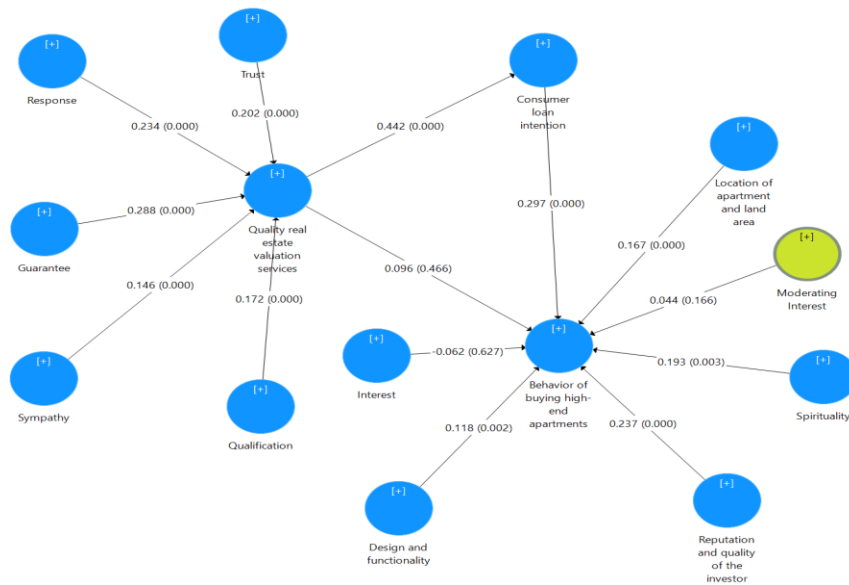 [+]
Response
[+]
Trust
[+]
Consumer
loan
intention
0.234 (0.000)
0.202 (0.000)
0.442 (0.000)
[+]
Quality real
estate
valuation
services
[+]
Location of
apartment
and land
area
[+]
Guarantee
0.288 (0.000)
0.297 (0.000)
0.167 (0.000)
[+]
Moderating
Interest
0.146 (0.000)
0.172 (0.000)
0.096 (0.466)
0.044 (0.166)
[+]
Sympathy
[+]
Qualification
[+]
Interest
-0.062 (0.627)
[+]
Behavior of
buying high-
end
apartments
0.193 (0.003)
[+]
Spirituality
0.118 (0.002)
0.237 (0.000)
[+]
Design and
functionality
[+]
Reputation
and quality
of the
investor